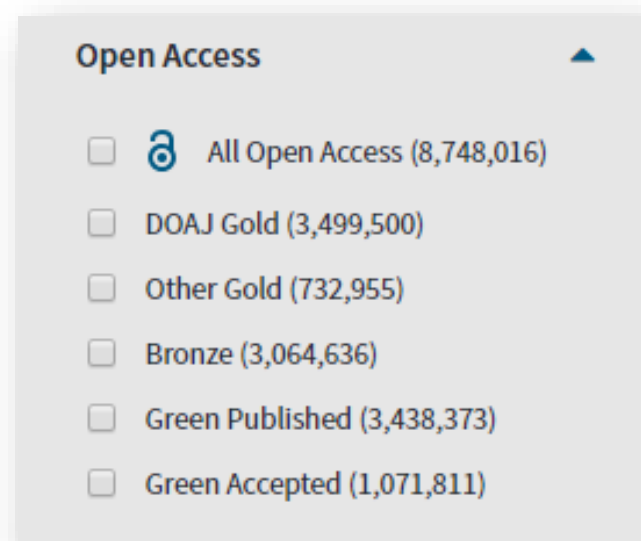 Open Access
All Open Access (8,748,016)
DOAJ Gold (3,499,500)
Other Gold (732,955)
Bronze (3,064,636)
Green Published (3,438,373)
Green Accepted (1,071,811)